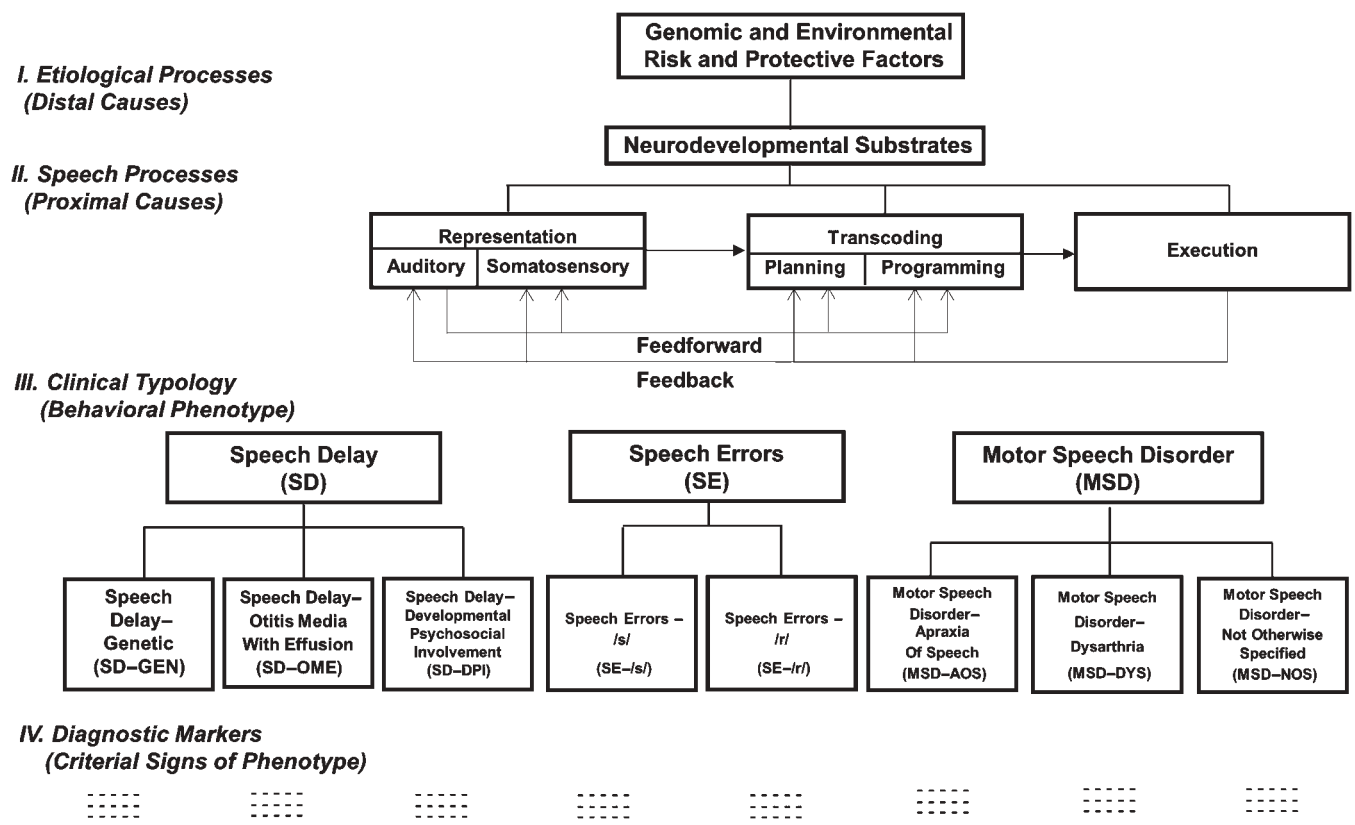 Genomic and Environmental
Risk and Protective Factors
I. Etiological Processes
(Distal Causes)
Neurodevelopmental Substrates
II. Speech Processes
(Proximal Causes)
Representation
Auditory
Somatosensory
Transcoding
Planning
Programming
Execution
Feedforward
Feedback
III. Clinical Typology
(Behavioral Phenotype)
Speech Delay
(SD)
Speech Errors
(SE)
Motor Speech Disorder
(MSD)
Speech
Delay–
Genetic
(SD–GEN)
Speech Delay–
Otitis Media
With Effusion
(SD–OME)
Speech Delay–
Developmental
Psychosocial
Involvement
(SD–DPI)
Speech Errors –
/s/
(SE–/s/)
Speech Errors –
/r/
(SE–/r/)
Motor Speech
Disorder–
Apraxia
Of Speech
(MSD–AOS)
Motor Speech
Disorder–
Dysarthria
(MSD–DYS)
Motor Speech
Disorder–
Not Otherwise
Specified
(MSD–NOS)
IV. Diagnostic Markers
(Criterial Signs of Phenotype)